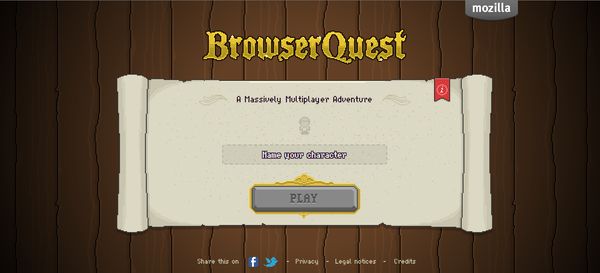 mozilla
BrowserQuest
A Massively Multiplayer Adventure
i
Name your character
PLAY
Share this on f - Privacy - Legal notices - Credits